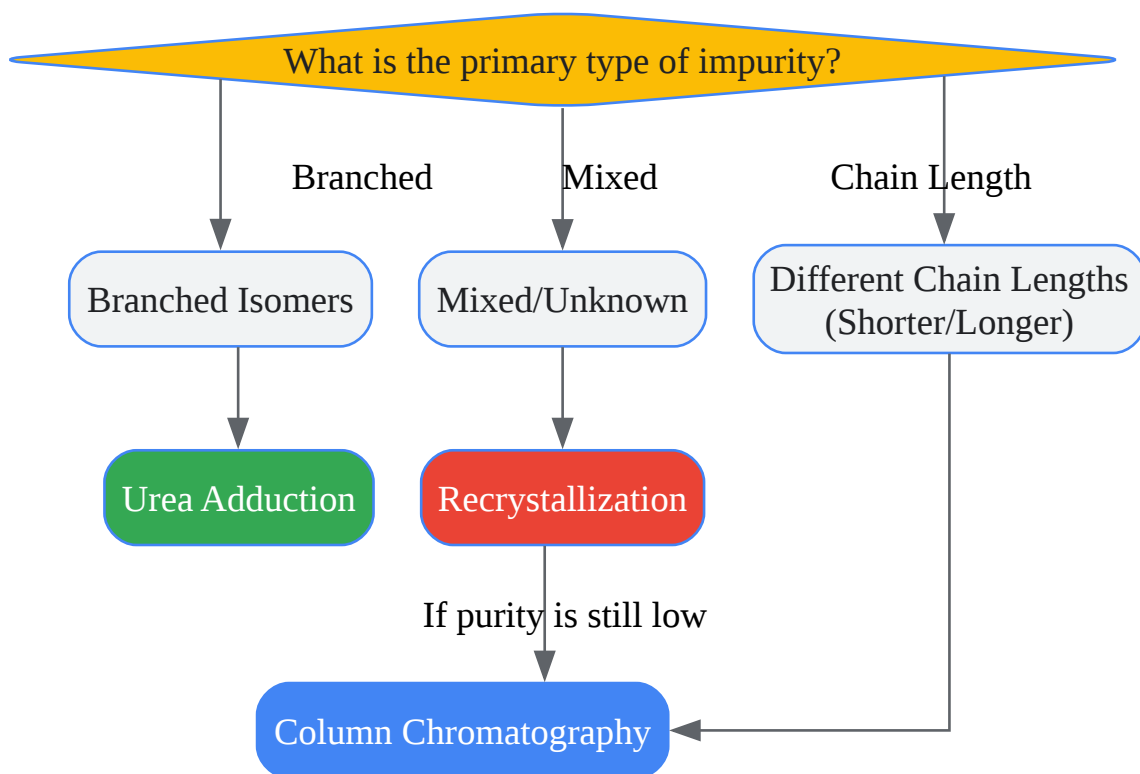 What is the primary type of impurity?
Branched
Mixed
Chain Length
Branched Isomers
Mixed/Unknown
Different Chain Lengths
(Shorter/Longer)
Urea Adduction
Recrystallization
If purity is still low
Column Chromatography